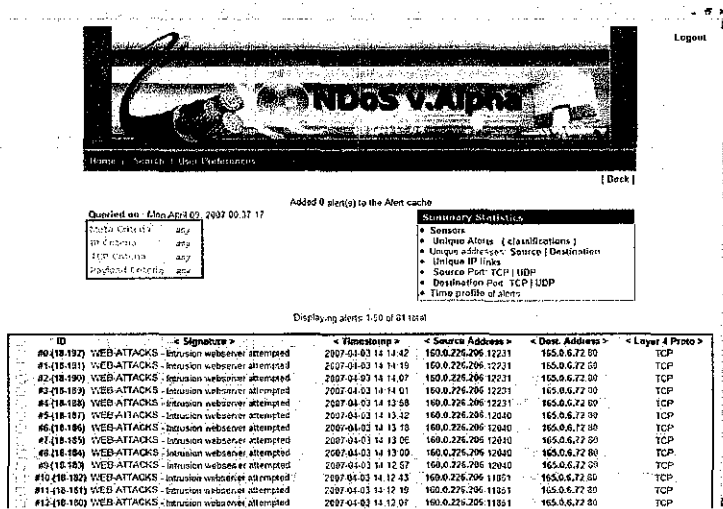 Logout
NDoS v.Alpha
Home | Search | User Preferences
[ Back ]
Added 0 alert(s) to the Alert cache
Queried on : Mon April 09, 2007 00:37:17
Meta Criteria any
IP Criteria any
TCP Criteria any
Payload Criteria any
Summary Statistics
• Sensors
• Unique Alerts ( classifications )
• Unique addresses: Source | Destination
• Unique IP links
• Source Port: TCP | UDP
• Destination Port: TCP | UDP
• Time profile of alerts
Displaying alerts 1-50 of 81 total
ID < Signature > < Timestamp > < Source Address > < Dest. Address > < Layer 4 Proto >
#0-(18-192) WEB-ATTACKS - Intrusion webserver attempted 2007-04-03 14:14:42 160.0.226.206:12231 165.0.6.72:80 TCP
#1-(18-191) WEB-ATTACKS - Intrusion webserver attempted 2007-04-03 14:14:19 160.0.226.206:12231 165.0.6.72:80 TCP
#2-(18-190) WEB-ATTACKS - Intrusion webserver attempted 2007-04-03 14:14:07 160.0.226.206:12231 165.0.6.72:80 TCP
#3-(18-189) WEB-ATTACKS - Intrusion webserver attempted 2007-04-03 14:14:01 160.0.226.206:12231 165.0.6.72:80 TCP
#4-(18-188) WEB-ATTACKS - Intrusion webserver attempted 2007-04-03 14:13:58 160.0.226.206:12231 165.0.6.72:80 TCP
#5-(18-187) WEB-ATTACKS - Intrusion webserver attempted 2007-04-03 14:13:42 160.0.226.206:12040 165.0.6.72:80 TCP
#6-(18-186) WEB-ATTACKS - Intrusion webserver attempted 2007-04-03 14:13:18 160.0.226.206:12040 165.0.6.72:80 TCP
#7-(18-185) WEB-ATTACKS - Intrusion webserver attempted 2007-04-03 14:13:06 160.0.226.206:12040 165.0.6.72:80 TCP
#8-(18-184) WEB-ATTACKS - Intrusion webserver attempted 2007-04-03 14:13:00 160.0.226.206:12040 165.0.6.72:80 TCP
#9-(18-183) WEB-ATTACKS - Intrusion webserver attempted 2007-04-03 14:12:57 160.0.226.206:12040 165.0.6.72:80 TCP
#10-(18-182) WEB-ATTACKS - Intrusion webserver attempted 2007-04-03 14:12:43 160.0.226.206:11861 165.0.6.72:80 TCP
#11-(18-181) WEB-ATTACKS - Intrusion webserver attempted 2007-04-03 14:12:19 160.0.226.206:11861 165.0.6.72:80 TCP
#12-(18-180) WEB-ATTACKS - Intrusion webserver attempted 2007-04-03 14:12:07 160.0.226.206:11861 165.0.6.72:80 TCP